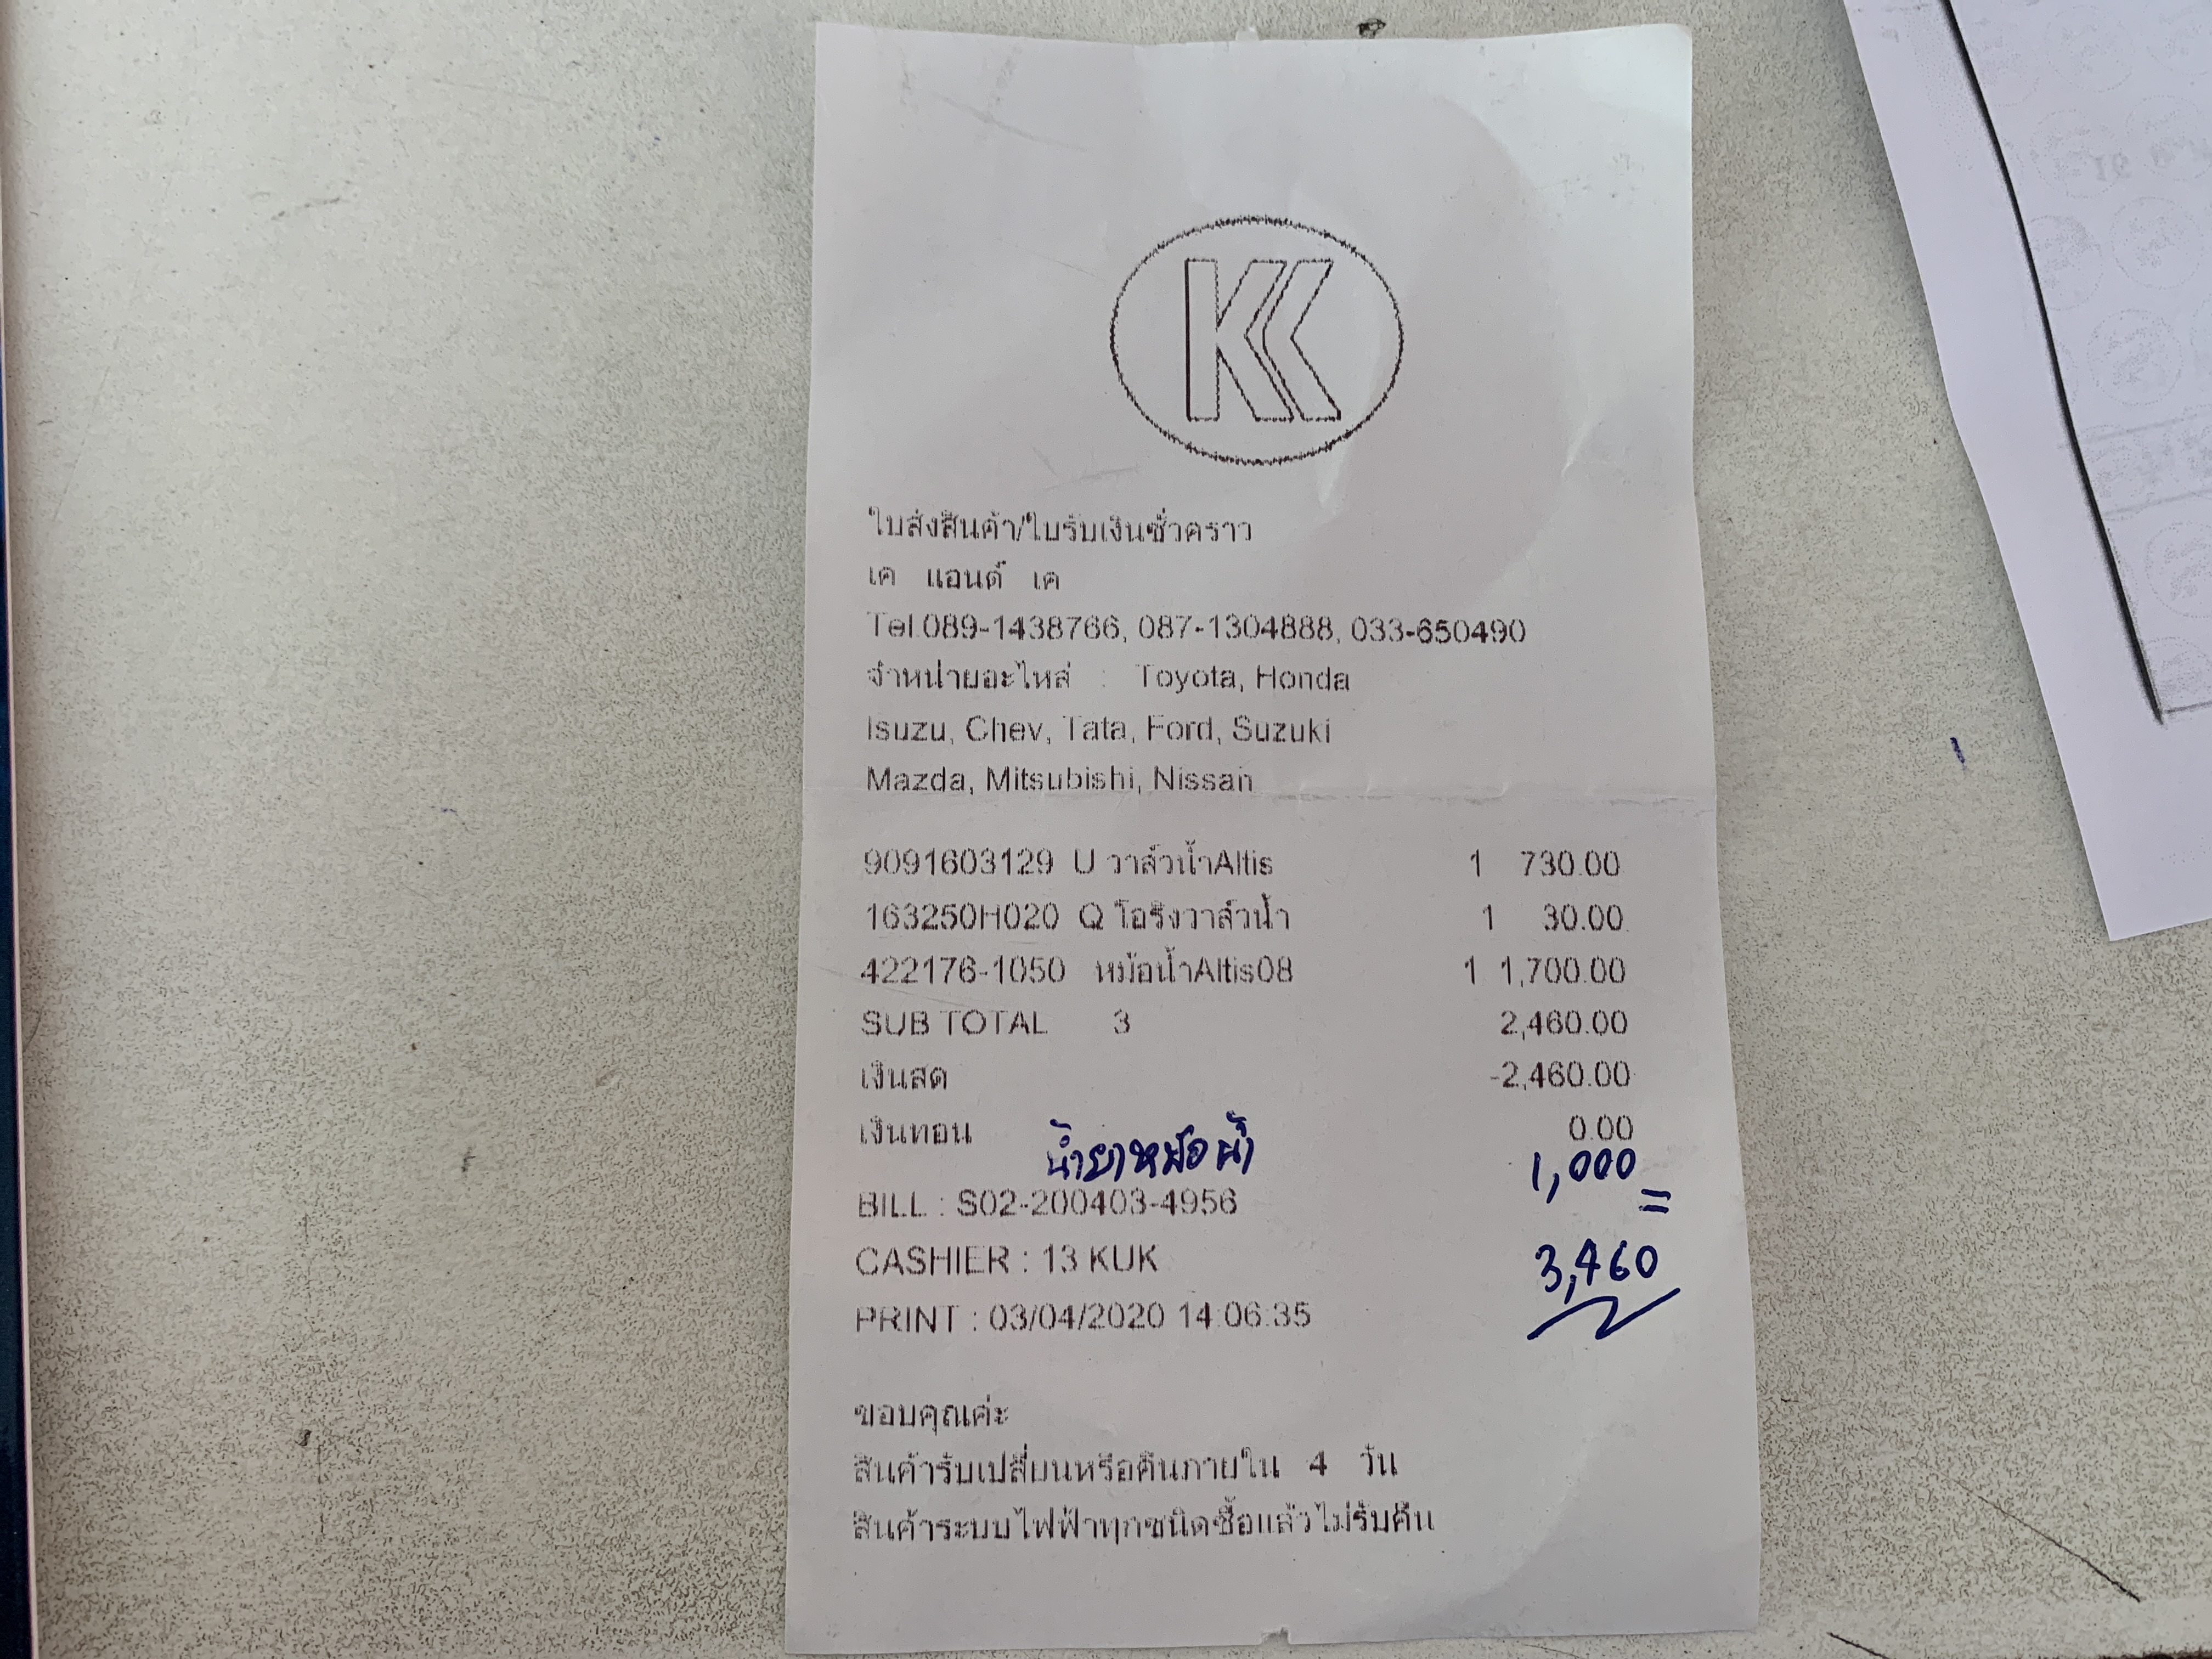 KK
ใบส่งสินค้า/ใบรับเงินชั่วคราว
เค แอนด์ เค
Tel.089-1438766, 087-1304888, 033-650490
จำหน่ายอะไหล่ : Toyota, Honda
Isuzu, Chev, Tata, Ford, Suzuki
Mazda, Mitsubishi, Nissan
9091603129 U วาล์วน้ำAltis 1 730.00
163250H020 Q โอริงวาล์วน้ำ 1 30.00
422176-1050 หม้อน้ำAltis08 1 1,700.00
SUB TOTAL 3 2,460.00
เงินสด -2,460.00
เงินทอน 0.00
น้ำยาหม้อน้ำ 1,000 =
BILL : S02-200403-4956
CASHIER : 13 KUK 3,460
PRINT : 03/04/2020 14:06:35
ขอบคุณค่ะ
สินค้ารับเปลี่ยนหรือคืนภายใน 4 วัน
สินค้าระบบไฟฟ้าทุกชนิดซื้อแล้วไม่รับคืน